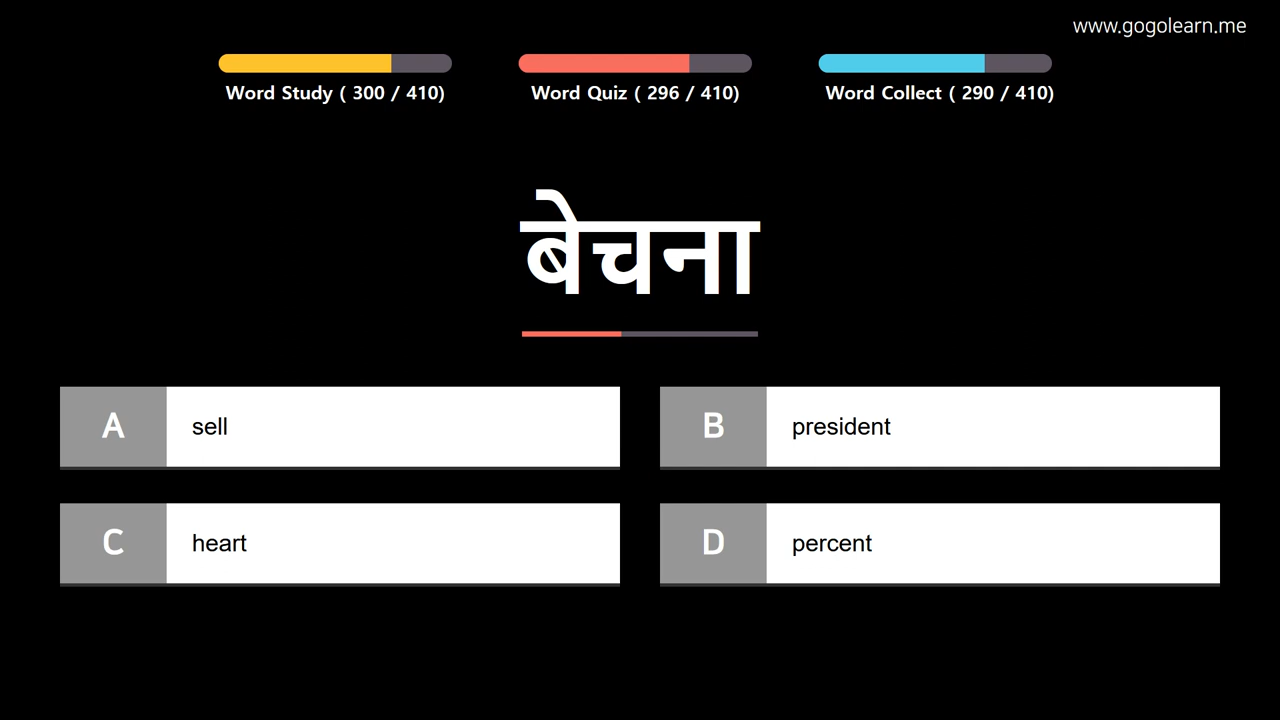 www.gogolearn.me
Word Study ( 300 / 410)
Word Quiz ( 296 / 410)
Word Collect ( 290 / 410)
बेचना
A sell
B president
C heart
D percent